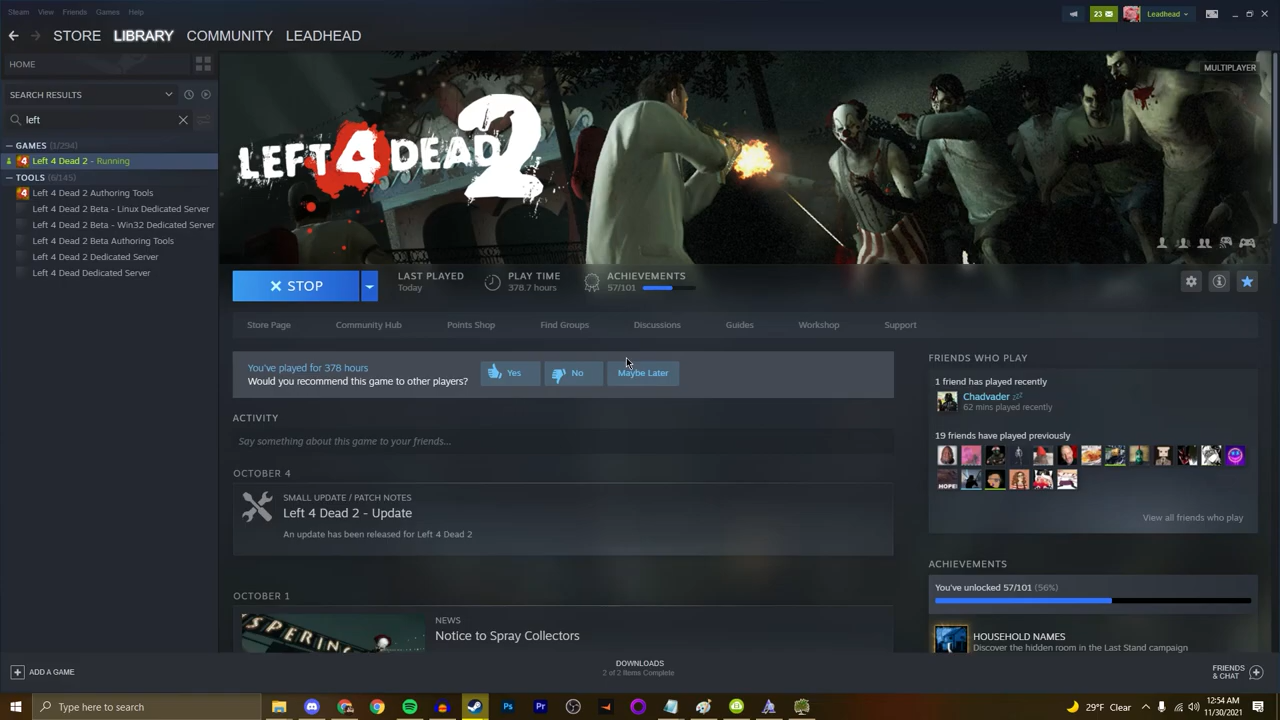 Steam View Friends Games Help
23 Leadhead
STORE LIBRARY COMMUNITY LEADHEAD
HOME
SEARCH RESULTS
left
GAMES (1/294)
Left 4 Dead 2 - Running
TOOLS (6/145)
Left 4 Dead 2 Authoring Tools
Left 4 Dead 2 Beta - Linux Dedicated Server
Left 4 Dead 2 Beta - Win32 Dedicated Server
Left 4 Dead 2 Beta Authoring Tools
Left 4 Dead 2 Dedicated Server
Left 4 Dead Dedicated Server
MULTIPLAYER
LEFT 4 DEAD 2
STOP
LAST PLAYED
Today
PLAY TIME
378.7 hours
ACHIEVEMENTS
57/101
Store Page Community Hub Points Shop Find Groups Discussions Guides Workshop Support
You've played for 378 hours
Would you recommend this game to other players?
Yes No Maybe Later
ACTIVITY
Say something about this game to your friends...
OCTOBER 4
SMALL UPDATE / PATCH NOTES
Left 4 Dead 2 - Update
An update has been released for Left 4 Dead 2
OCTOBER 1
NEWS
Notice to Spray Collectors
FRIENDS WHO PLAY
1 friend has played recently
Chadvader
62 mins played recently
19 friends have played previously
HOPE
View all friends who play
ACHIEVEMENTS
You've unlocked 57/101 (56%)
HOUSEHOLD NAMES
Discover the hidden room in the Last Stand campaign
ADD A GAME
DOWNLOADS
2 of 2 Items Complete
FRIENDS
& CHAT
Type here to search
Ps Pr
29°F Clear
12:54 AM
11/30/2021